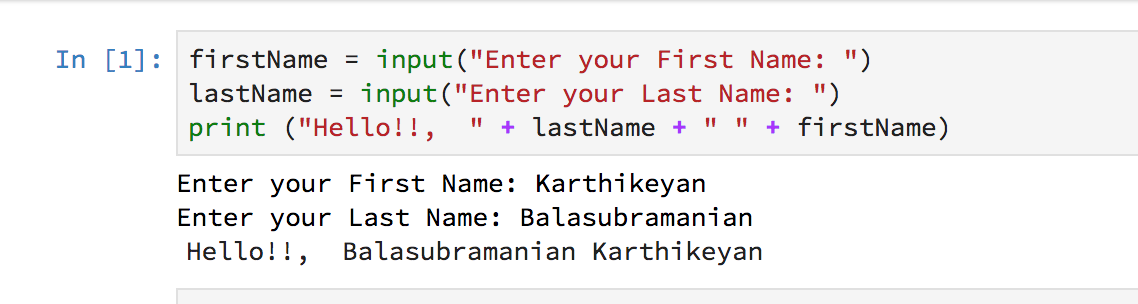 In [1]: firstName = input("Enter your First Name: ")
lastName = input("Enter your Last Name: ")
print ("Hello!!,  " + lastName + " " + firstName)
Enter your First Name: Karthikeyan
Enter your Last Name: Balasubramanian
Hello!!,  Balasubramanian Karthikeyan